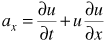 a_x = ∂u/∂t + u ∂u/∂x